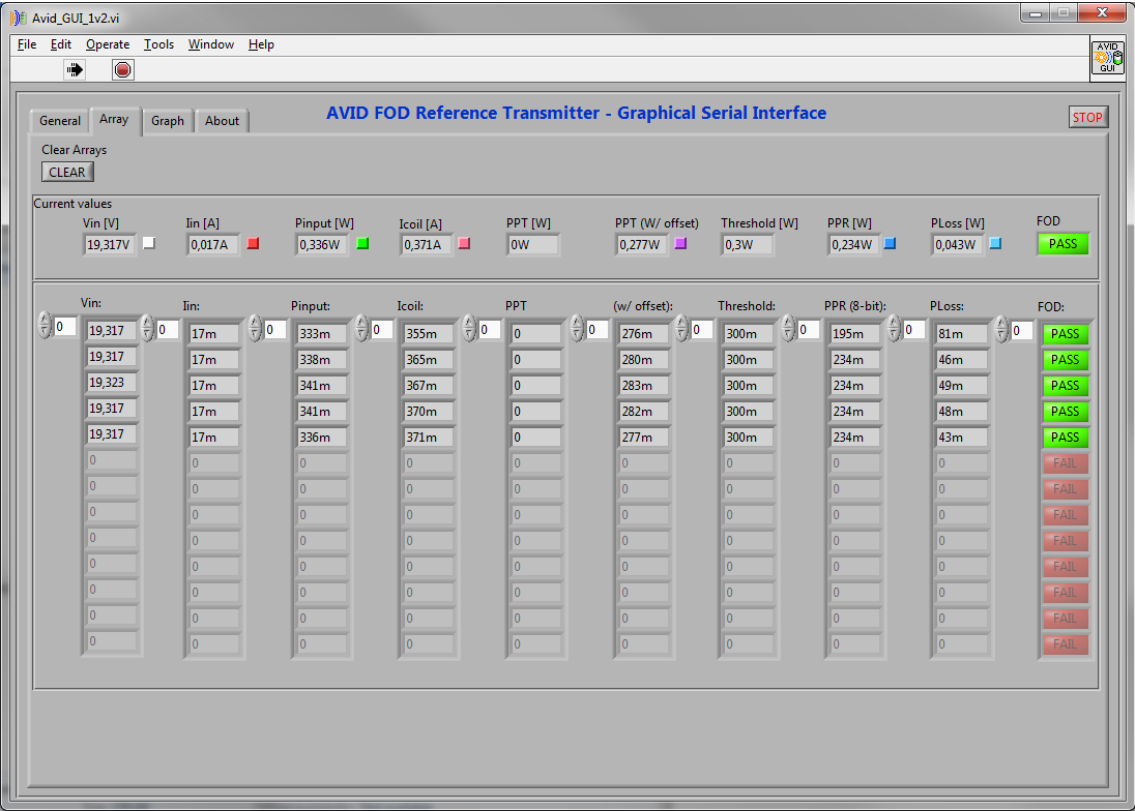 Avid_GUI_1v2.vi
File Edit Operate Tools Window Help
AVID
GUI
General Array Graph About
AVID FOD Reference Transmitter - Graphical Serial Interface
STOP
Clear Arrays
CLEAR
Current values
Vin [V] Iin [A] Pinput [W] Icoil [A] PPT [W] PPT (W/ offset) Threshold [W] PPR [W] PLoss [W] FOD
19,317V 0,017A 0,336W 0,371A 0W 0,277W 0,3W 0,234W 0,043W PASS
Vin: Iin: Pinput: Icoil: PPT (w/ offset): Threshold: PPR (8-bit): PLoss: FOD:
0 19,317 0 17m 0 333m 0 355m 0 0 0 276m 0 300m 0 195m 0 81m 0 PASS
19,317 17m 338m 365m 0 280m 300m 234m 46m PASS
19,323 17m 341m 367m 0 283m 300m 234m 49m PASS
19,317 17m 341m 370m 0 282m 300m 234m 48m PASS
19,317 17m 336m 371m 0 277m 300m 234m 43m PASS
0 0 0 0 0 0 0 0 0 FAIL
0 0 0 0 0 0 0 0 0 FAIL
0 0 0 0 0 0 0 0 0 FAIL
0 0 0 0 0 0 0 0 0 FAIL
0 0 0 0 0 0 0 0 0 FAIL
0 0 0 0 0 0 0 0 0 FAIL
0 0 0 0 0 0 0 0 0 FAIL
0 0 0 0 0 0 0 0 0 FAIL